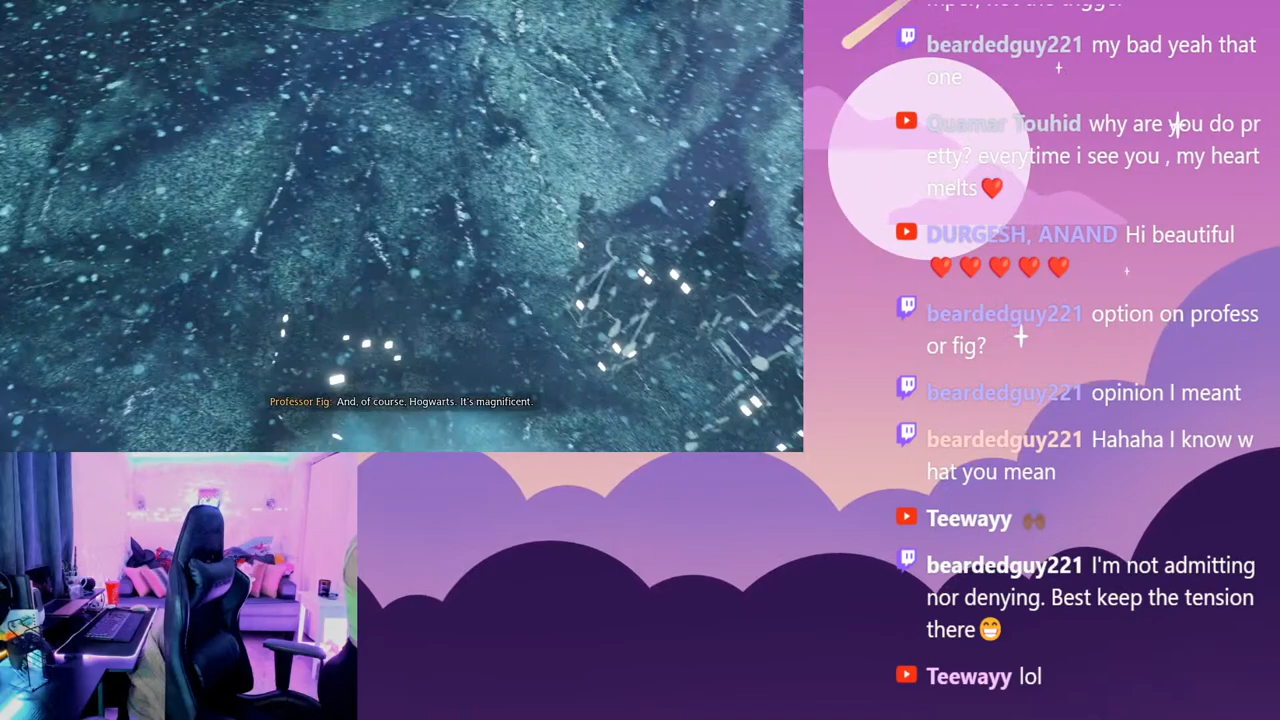 Professor Fig: And, of course, Hogwarts. It's magnificent.
beardedguy221 my bad yeah that
one
Quamar Touhid why are you do pr
etty? everytime i see you , my heart
melts❤️
DURGESH, ANAND Hi beautiful
❤️❤️❤️❤️❤️
beardedguy221 option on profess
or fig?
beardedguy221 opinion I meant
beardedguy221 Hahaha I know w
hat you mean
Teewayy 🙌🏾
beardedguy221 I'm not admitting
nor denying. Best keep the tension
there😁
Teewayy lol